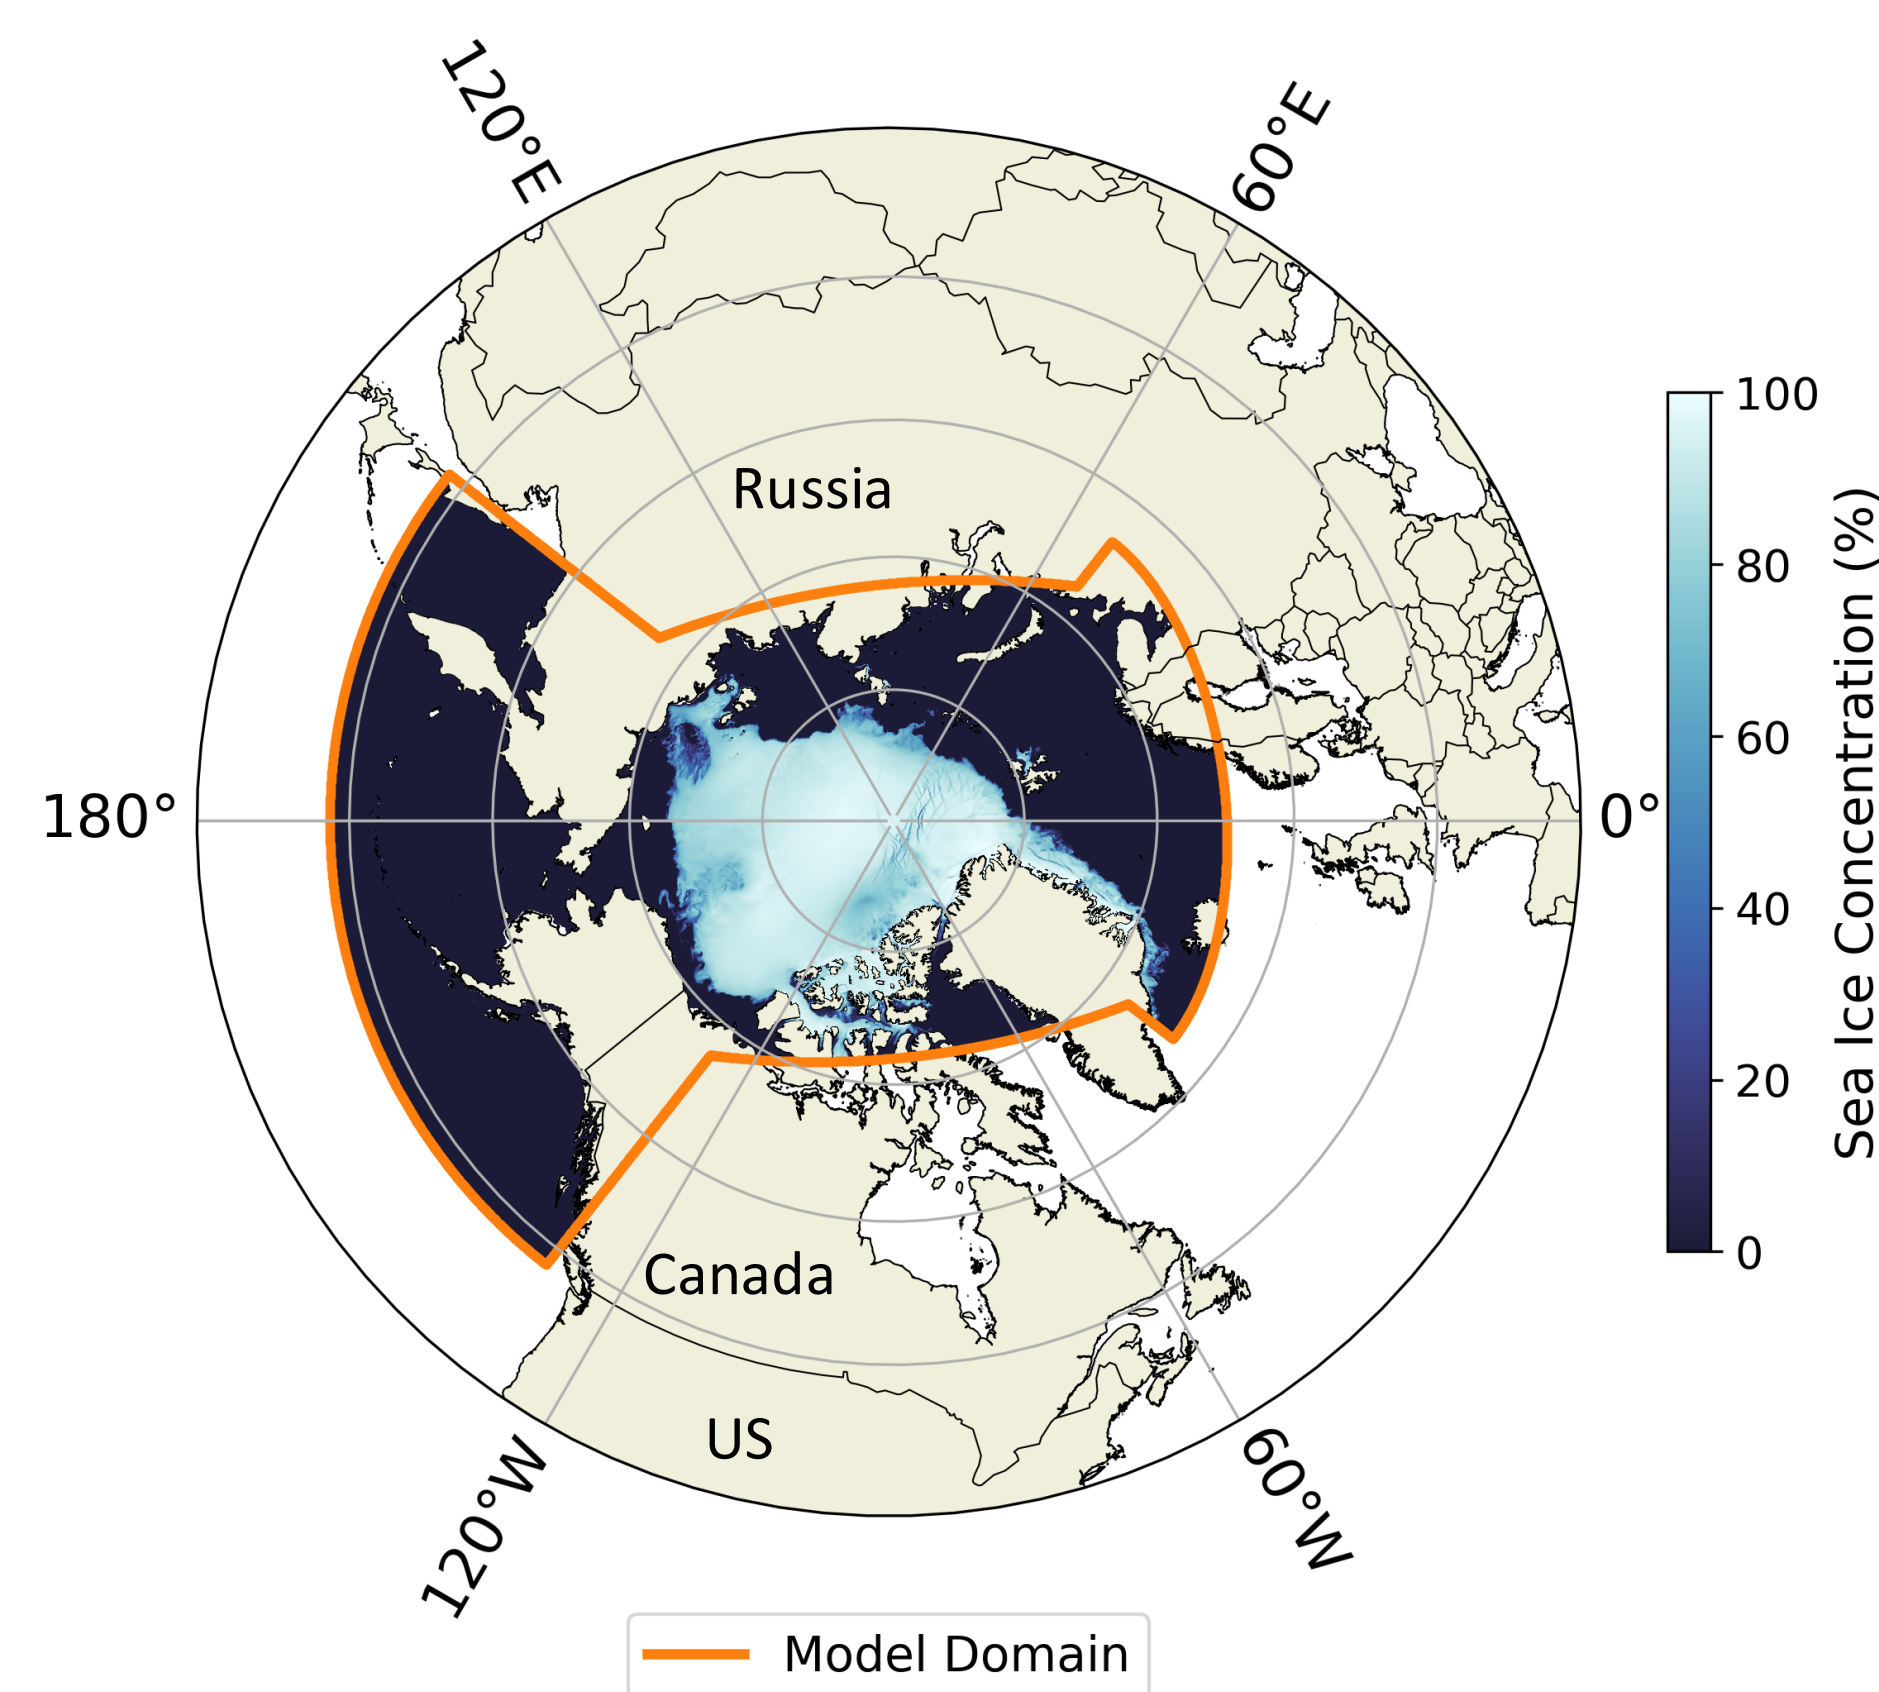 120°E
60°E
Russia
180°
0°
Canada
US
120°W
60°W
100
80
60
40
20
0
Sea Ice Concentration (%)
Model Domain